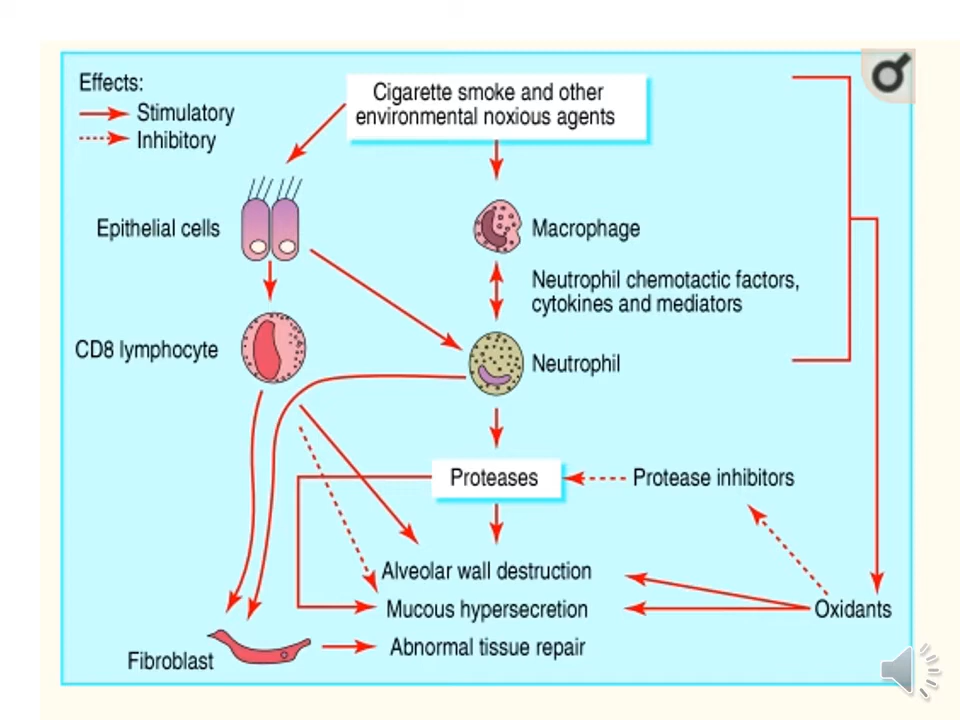 Effects:
Stimulatory
Inhibitory
Cigarette smoke and other
environmental noxious agents
Epithelial cells
Macrophage
Neutrophil chemotactic factors,
cytokines and mediators
CD8 lymphocyte
Neutrophil
Proteases
Protease inhibitors
Alveolar wall destruction
Mucous hypersecretion
Oxidants
Abnormal tissue repair
Fibroblast